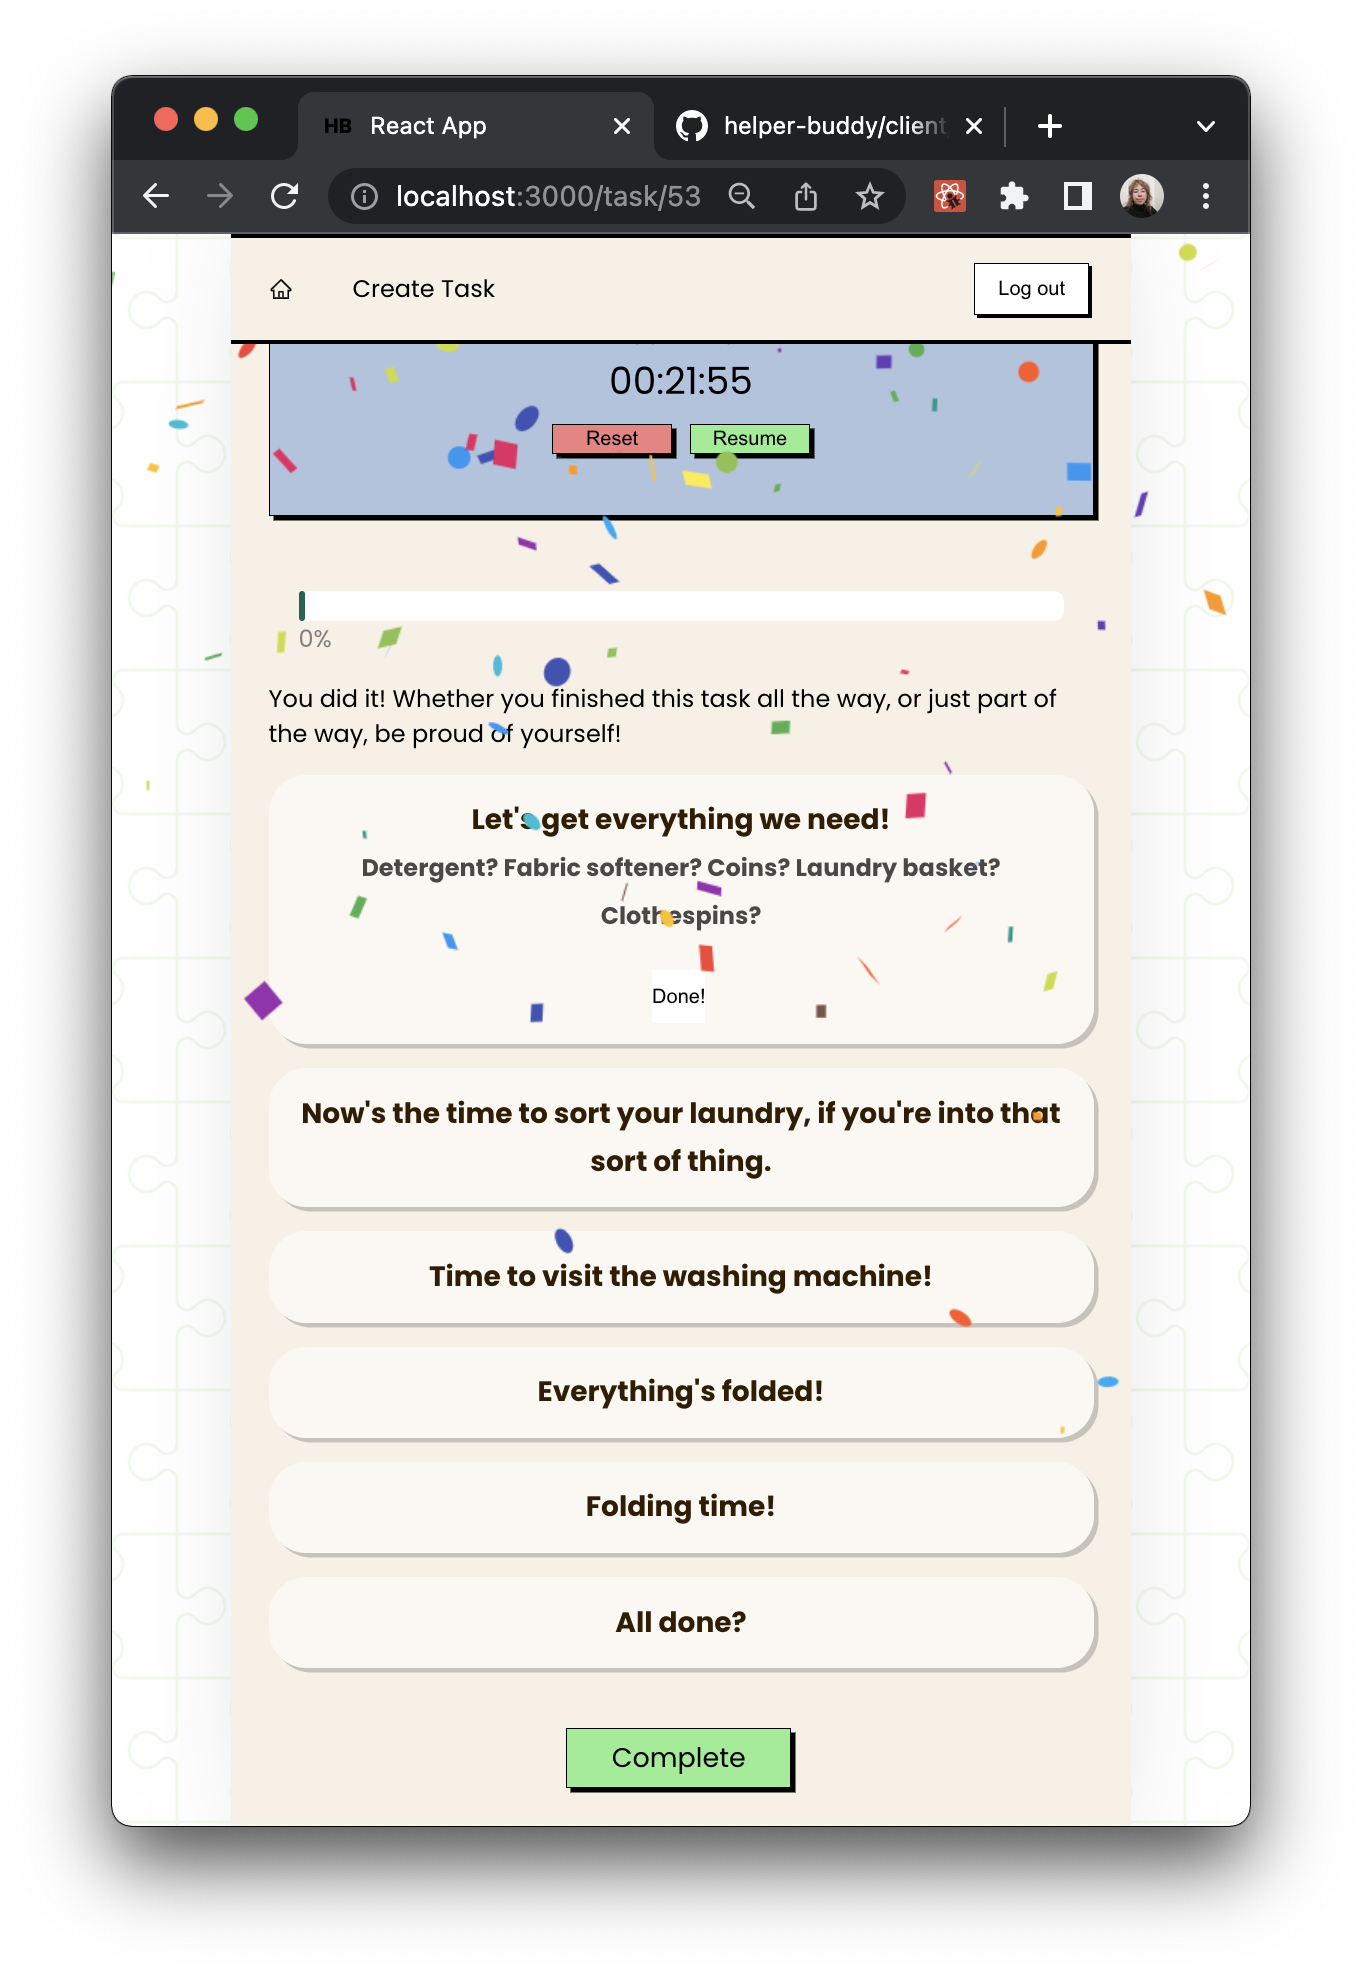 HB React App
helper-buddy/client
localhost:3000/task/53
Create Task
Log out
00:21:55
Reset
Resume
0%
You did it! Whether you finished this task all the way, or just part of
the way, be proud of yourself!
Let's get everything we need!
Detergent? Fabric softener? Coins? Laundry basket?
Clothespins?
Done!
Now's the time to sort your laundry, if you're into that
sort of thing.
Time to visit the washing machine!
Everything's folded!
Folding time!
All done?
Complete